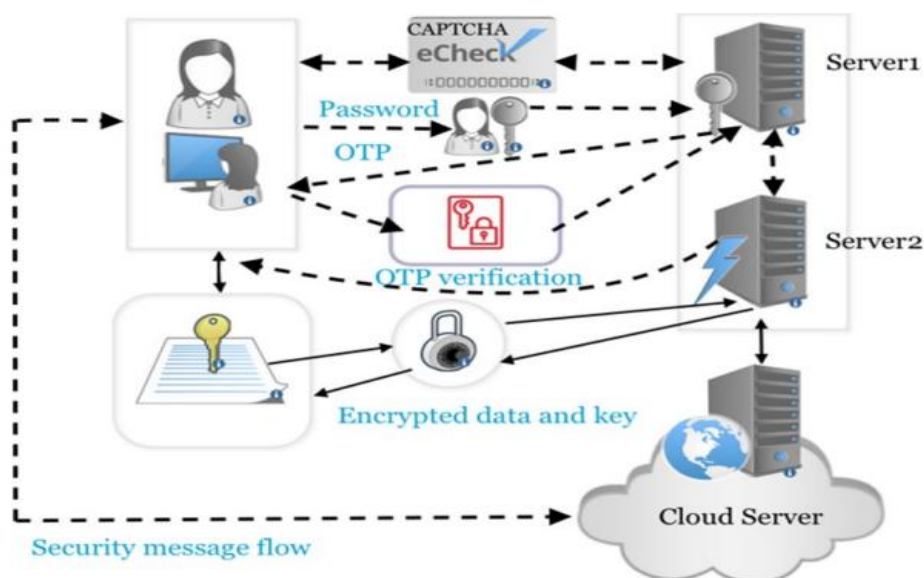 CAPTCHA
eCheck
Server1
Password
OTP
Server2
OTP verification
Encrypted data and key
Cloud Server
Security message flow